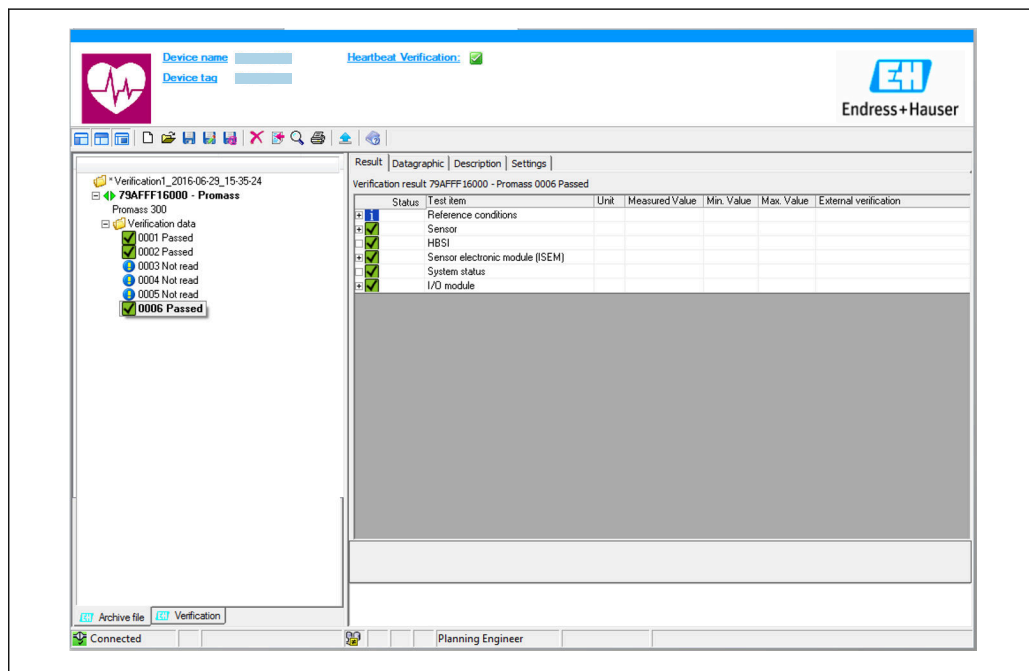 Device name
Heartbeat Verification:
Device tag
EH
Endress+Hauser
Result Datagraphic Description Settings
* Verification1_2016-06-29_15-35-24
79AFFF16000 - Promass
Promass 300
Verification data
0001 Passed
0002 Passed
0003 Not read
0004 Not read
0005 Not read
0006 Passed
Verification result 79AFFF16000 - Promass 0006 Passed
Status Test item Unit Measured Value Min. Value Max. Value External verification
Reference conditions
Sensor
HBSI
Sensor electronic module (ISEM)
System status
I/O module
Archive file Verification
Connected Planning Engineer